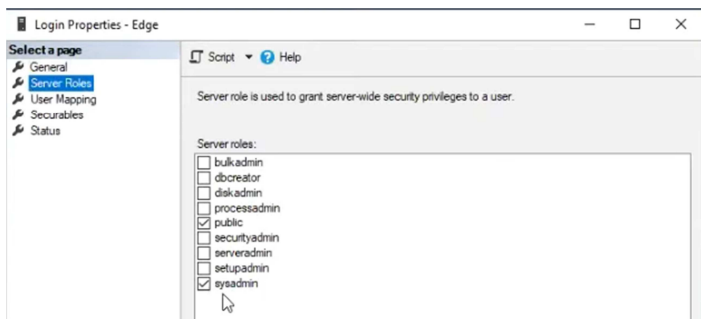 Login Properties - Edge
Select a page
General
Server Roles
User Mapping
Securables
Status
Script
Help
Server role is used to grant server-wide security privileges to a user.
Server roles:
bulkadmin
dbcreator
diskadmin
processadmin
public
securityadmin
serveradmin
setupadmin
sysadmin